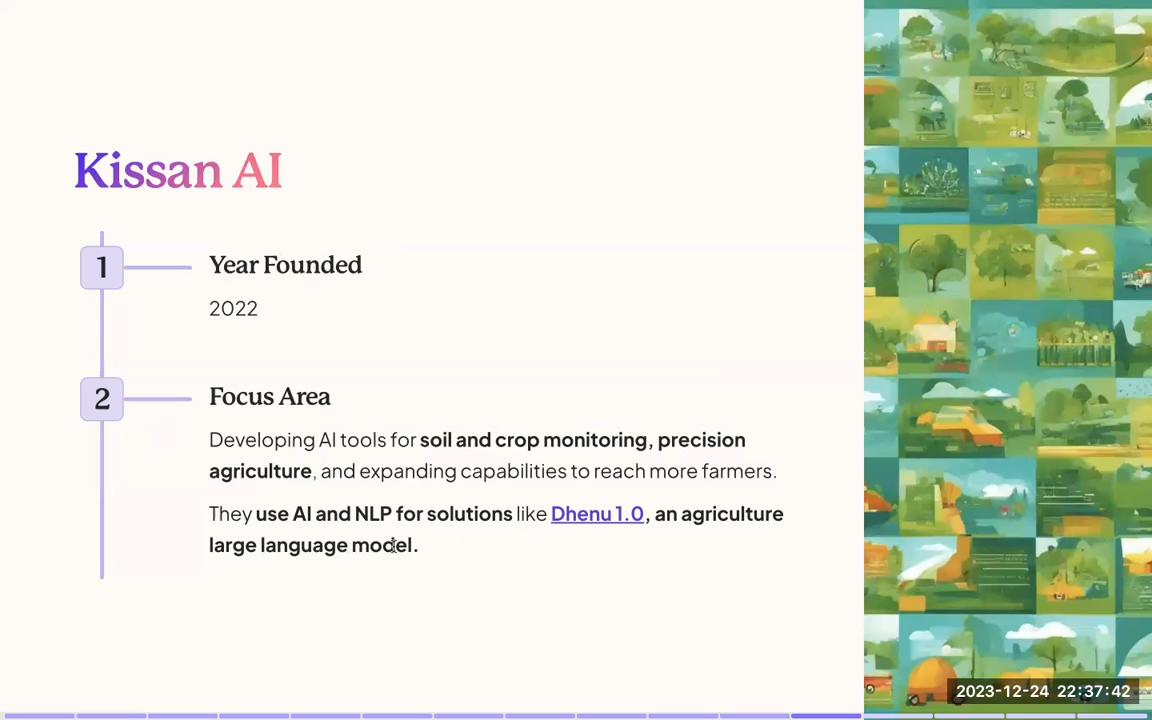 Kissan AI
1
Year Founded
2022
2
Focus Area
Developing AI tools for soil and crop monitoring, precision
agriculture, and expanding capabilities to reach more farmers.
They use AI and NLP for solutions like Dhenu 1.0, an agriculture
large language model.
2023-12-24 22:37:42